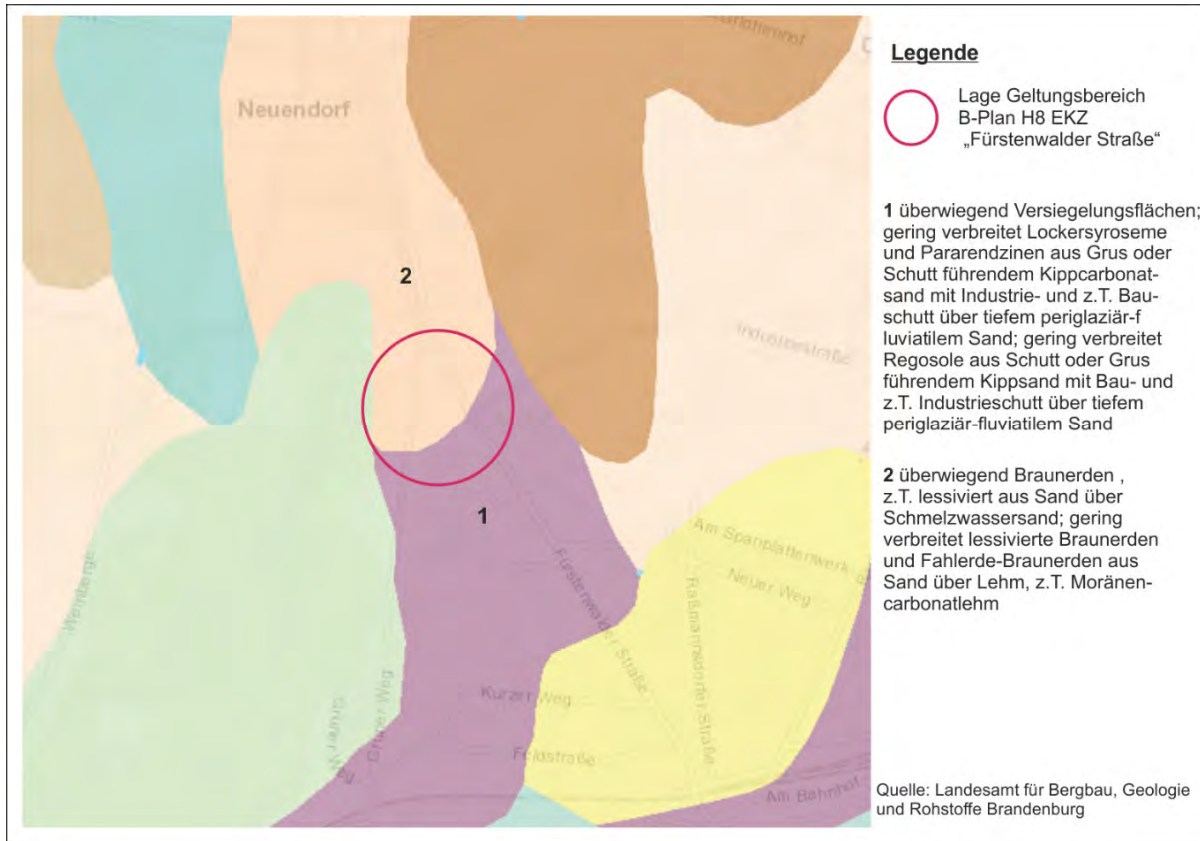 Neuendorf
2
1
Industriestraße
Weinberge
Grüner Weg
Grüner Weg
Fürstenwalder Straße
Kurzer Weg
Feldstraße
Am Spanplattenwerk
Neuer Weg
Raßmannsdorfer Straße
Am Bahnhof
Legende
Lage Geltungsbereich
B-Plan H8 EKZ
„Fürstenwalder Straße“
1 überwiegend Versiegelungsflächen;
gering verbreitet Lockersyroseme
und Pararendzinen aus Grus oder
Schutt führendem Kippcarbonat-
sand mit Industrie- und z.T. Bau-
schutt über tiefem periglaziär-f
luviatilem Sand; gering verbreitet
Regosole aus Schutt oder Grus
führendem Kippsand mit Bau- und
z.T. Industrieschutt über tiefem
periglaziär-fluviatilem Sand
2 überwiegend Braunerden ,
z.T. lessiviert aus Sand über
Schmelzwassersand; gering
verbreitet lessivierte Braunerden
und Fahlerde-Braunerden aus
Sand über Lehm, z.T. Moränen-
carbonatlehm
Quelle: Landesamt für Bergbau, Geologie
und Rohstoffe Brandenburg